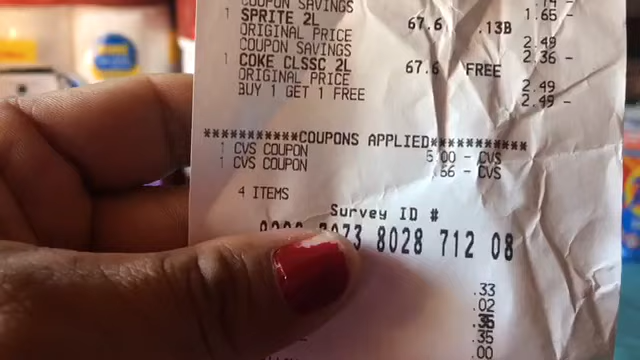 COUPON SAVINGS 1.65 -
1 SPRITE 2L 67.6 .13B
ORIGINAL PRICE 2.49
COUPON SAVINGS 2.36 -
1 COKE CLSSC 2L 67.6 FREE
ORIGINAL PRICE 2.49
BUY 1 GET 1 FREE 2.49 -
***********COUPONS APPLIED***********
1 CVS COUPON 5.00 - CVS
1 CVS COUPON .66 - CVS
4 ITEMS
Survey ID #
8028 712 08
.33
.02
.35
.35
.00